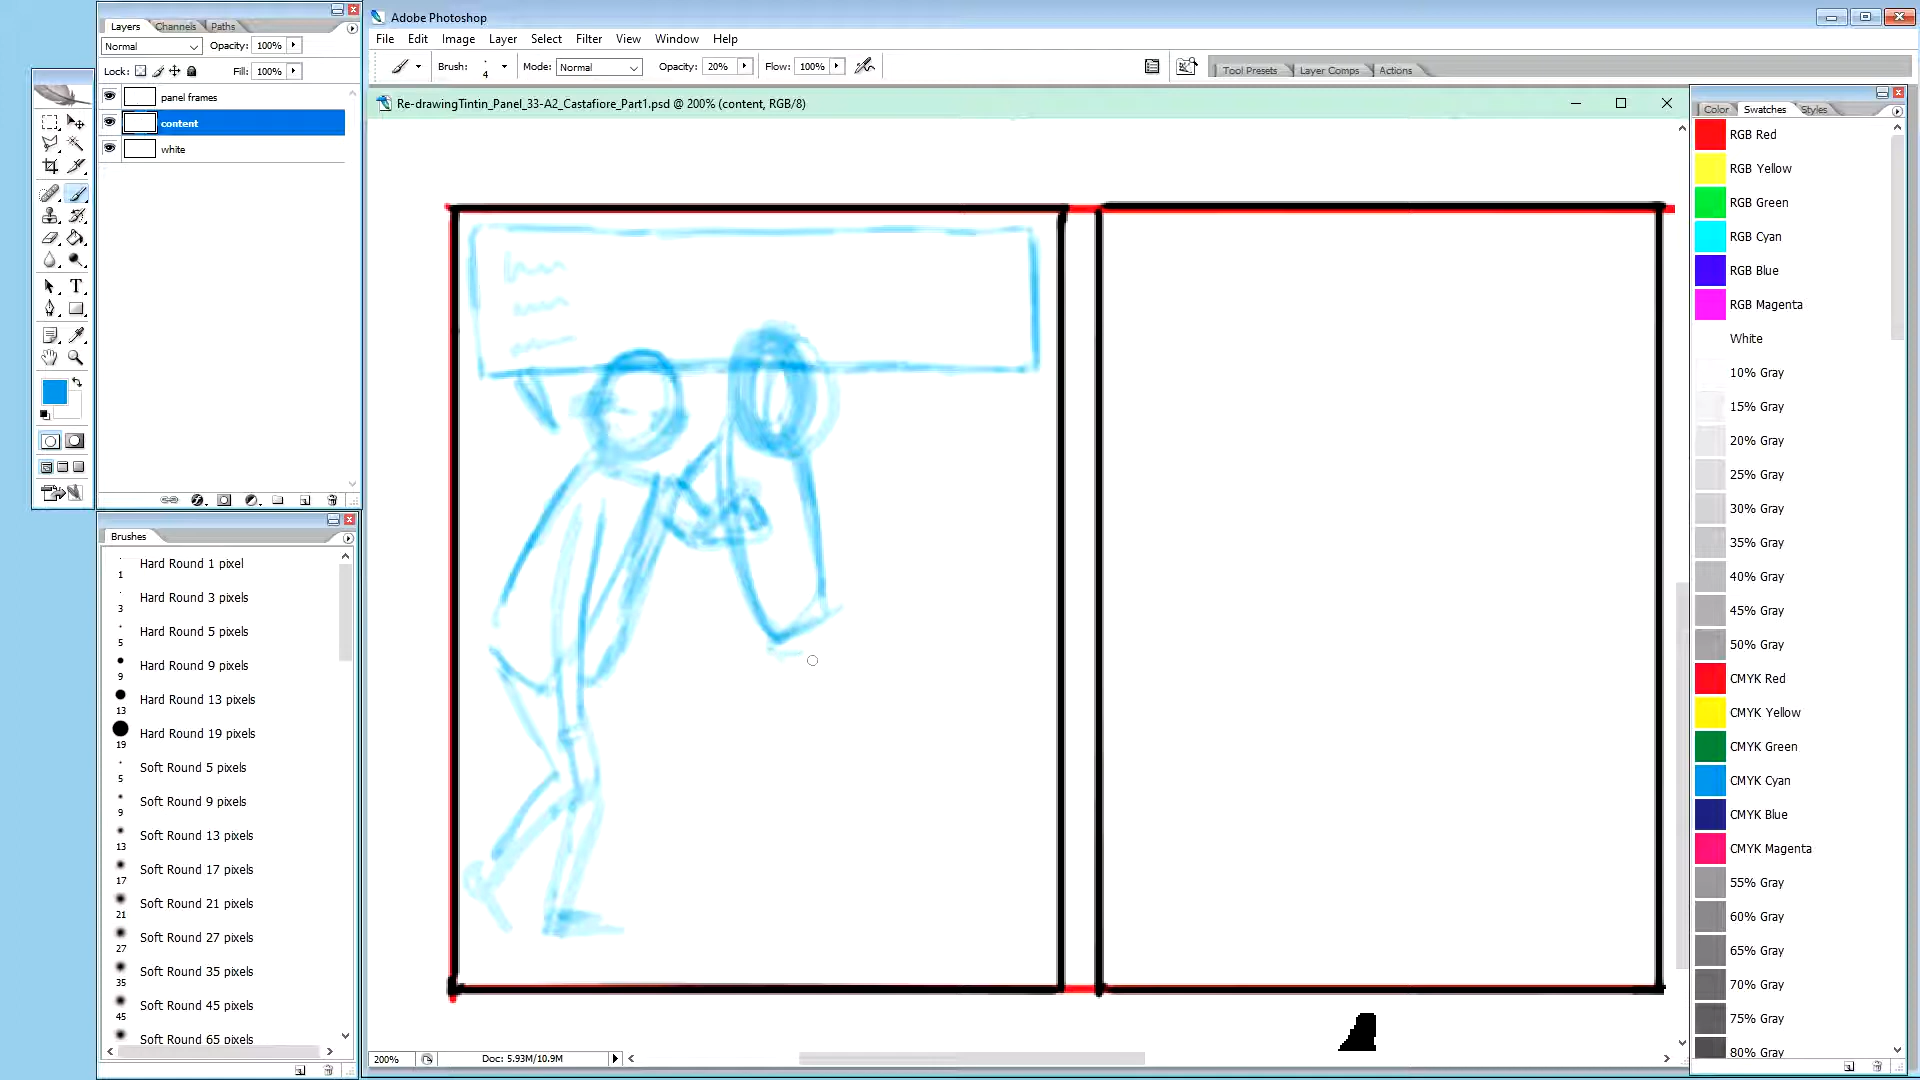 Layers
Channels
Paths
Normal
Opacity: 100%
Lock:
Fill: 100%
panel frames
content
white
Brushes
1 Hard Round 1 pixel
3 Hard Round 3 pixels
5 Hard Round 5 pixels
9 Hard Round 9 pixels
13 Hard Round 13 pixels
19 Hard Round 19 pixels
5 Soft Round 5 pixels
9 Soft Round 9 pixels
13 Soft Round 13 pixels
17 Soft Round 17 pixels
21 Soft Round 21 pixels
27 Soft Round 27 pixels
35 Soft Round 35 pixels
45 Soft Round 45 pixels
Soft Round 65 pixels
Adobe Photoshop
File Edit Image Layer Select Filter View Window Help
Brush: 4 Mode: Normal Opacity: 20% Flow: 100%
Tool Presets Layer Comps Actions
Re-drawingTintin_Panel_33-A2_Castafiore_Part1.psd @ 200% (content, RGB/8)
200% Doc: 5.93M/10.9M
Color Swatches Styles
RGB Red
RGB Yellow
RGB Green
RGB Cyan
RGB Blue
RGB Magenta
White
10% Gray
15% Gray
20% Gray
25% Gray
30% Gray
35% Gray
40% Gray
45% Gray
50% Gray
CMYK Red
CMYK Yellow
CMYK Green
CMYK Cyan
CMYK Blue
CMYK Magenta
55% Gray
60% Gray
65% Gray
70% Gray
75% Gray
80% Gray